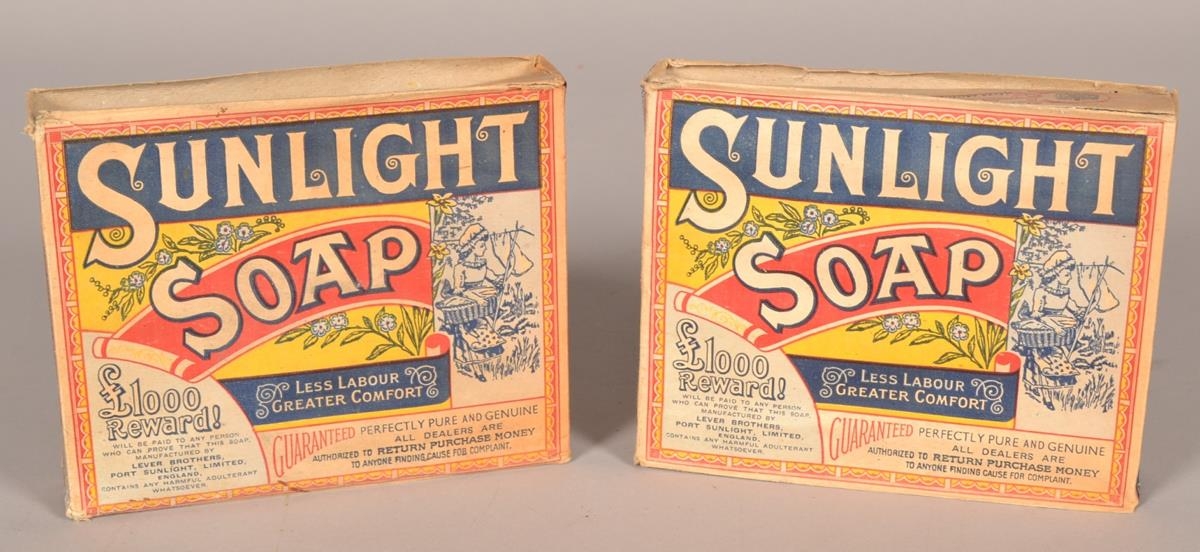 SUNLIGHT
SOAP
£1000
Reward!
WILL BE PAID TO ANY PERSON
WHO CAN PROVE THAT THIS SOAP,
MANUFACTURED BY
LEVER BROTHERS,
PORT SUNLIGHT, LIMITED,
ENGLAND,
CONTAINS ANY HARMFUL ADULTERANT
WHATSOEVER.
LESS LABOUR
GREATER COMFORT
GUARANTEED PERFECTLY PURE AND GENUINE
ALL DEALERS ARE
AUTHORIZED TO RETURN PURCHASE MONEY
TO ANYONE FINDING CAUSE FOR COMPLAINT.
SUNLIGHT
SOAP
£1000
Reward!
WILL BE PAID TO ANY PERSON
WHO CAN PROVE THAT THIS SOAP,
MANUFACTURED BY
LEVER BROTHERS,
PORT SUNLIGHT, LIMITED,
ENGLAND,
CONTAINS ANY HARMFUL ADULTERANT
WHATSOEVER.
LESS LABOUR
GREATER COMFORT
GUARANTEED PERFECTLY PURE AND GENUINE
ALL DEALERS ARE
AUTHORIZED TO RETURN PURCHASE MONEY
TO ANYONE FINDING CAUSE FOR COMPLAINT.